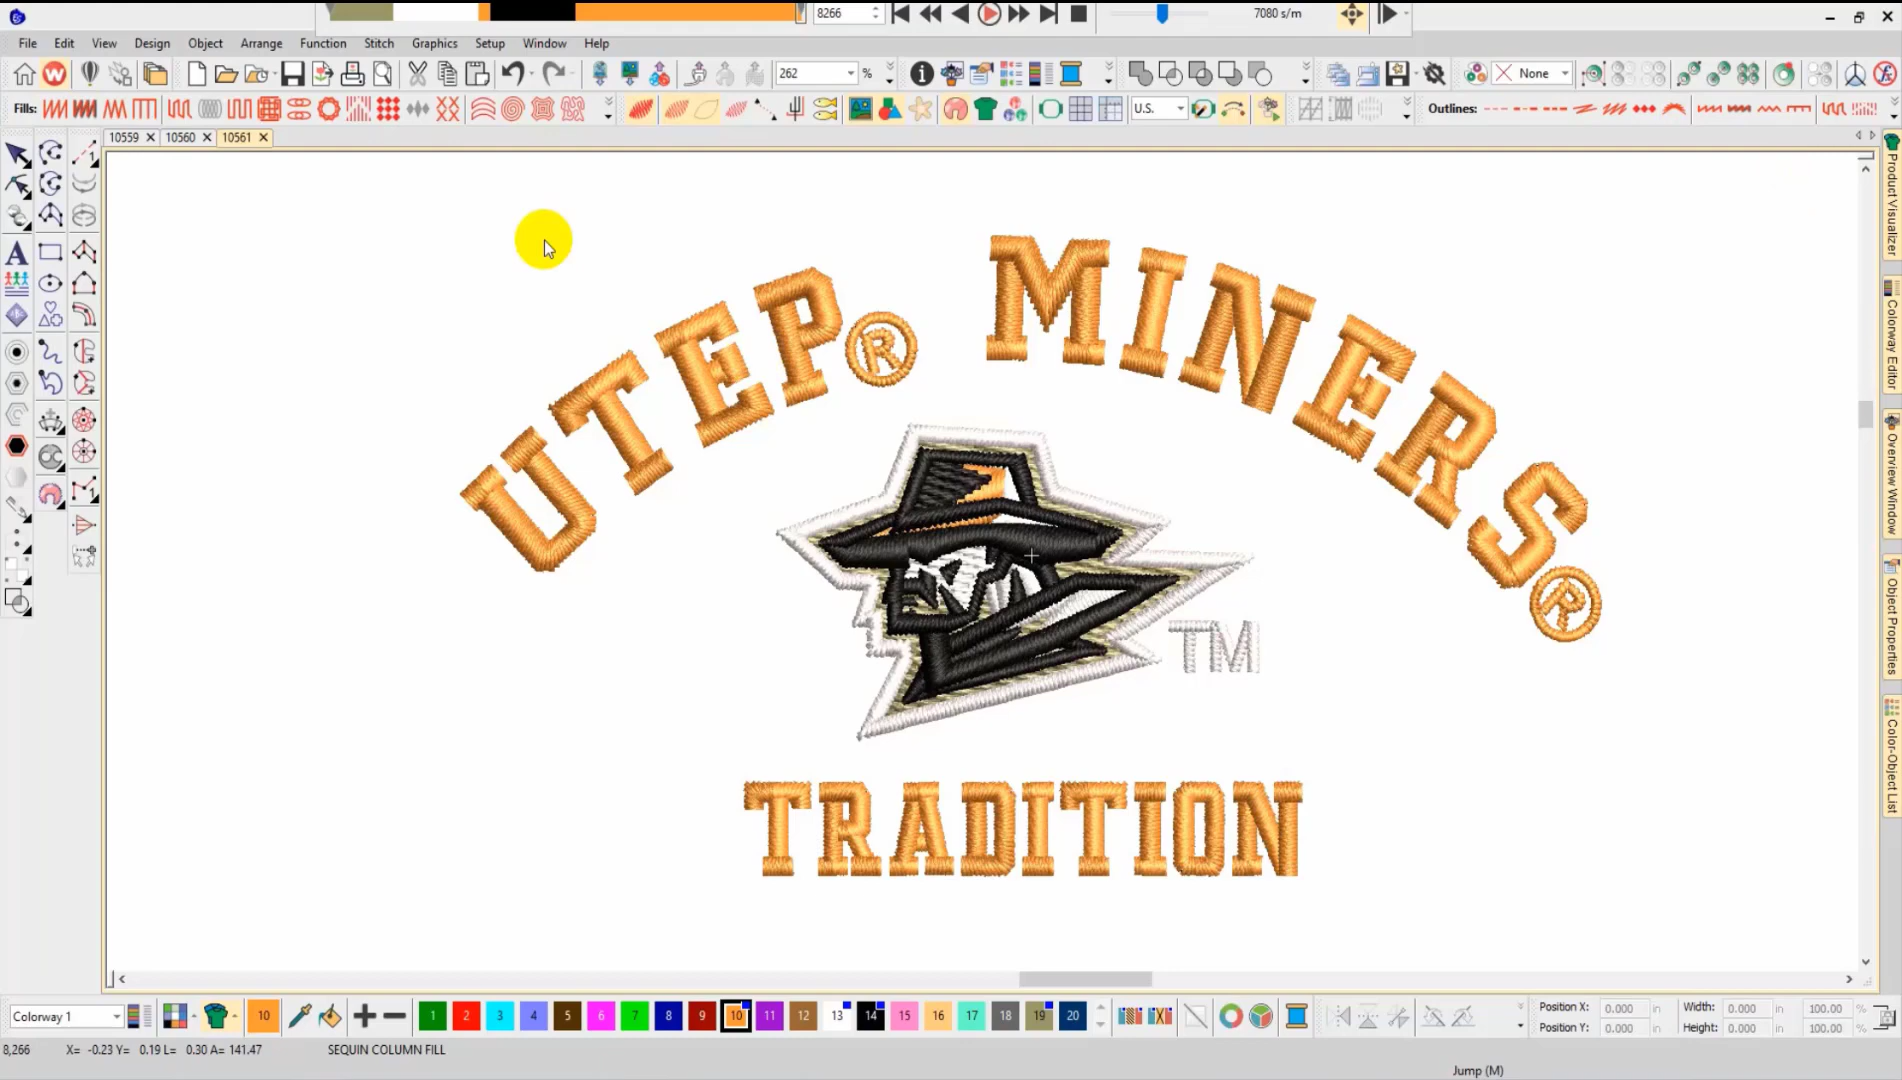 8266
7080 s/m
File Edit View Design Object Arrange Function Stitch Graphics Setup Window Help
262 %
None
Fills:
U.S.
Outlines:
10559 10560 10561
UTEP® MINERS®
TM
TRADITION
Product Visualizer
Colorway Editor
Overview Window
Object Properties
Color-Object List
Colorway 1
10
1 2 3 4 5 6 7 8 9 10 11 12 13 14 15 16 17 18 19 20
Position X: 0.000 in Width: 0.000 in 100.00 %
Position Y: 0.000 in Height: 0.000 in 100.00 %
8,266 X= -0.23 Y= 0.19 L= 0.30 A= 141.47 SEQUIN COLUMN FILL
Jump (M)